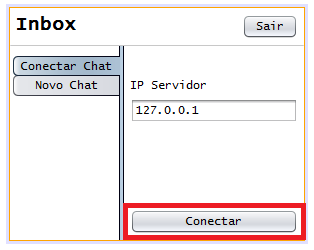 Inbox
Sair
Conectar Chat
Novo Chat
IP Servidor
127.0.0.1
Conectar